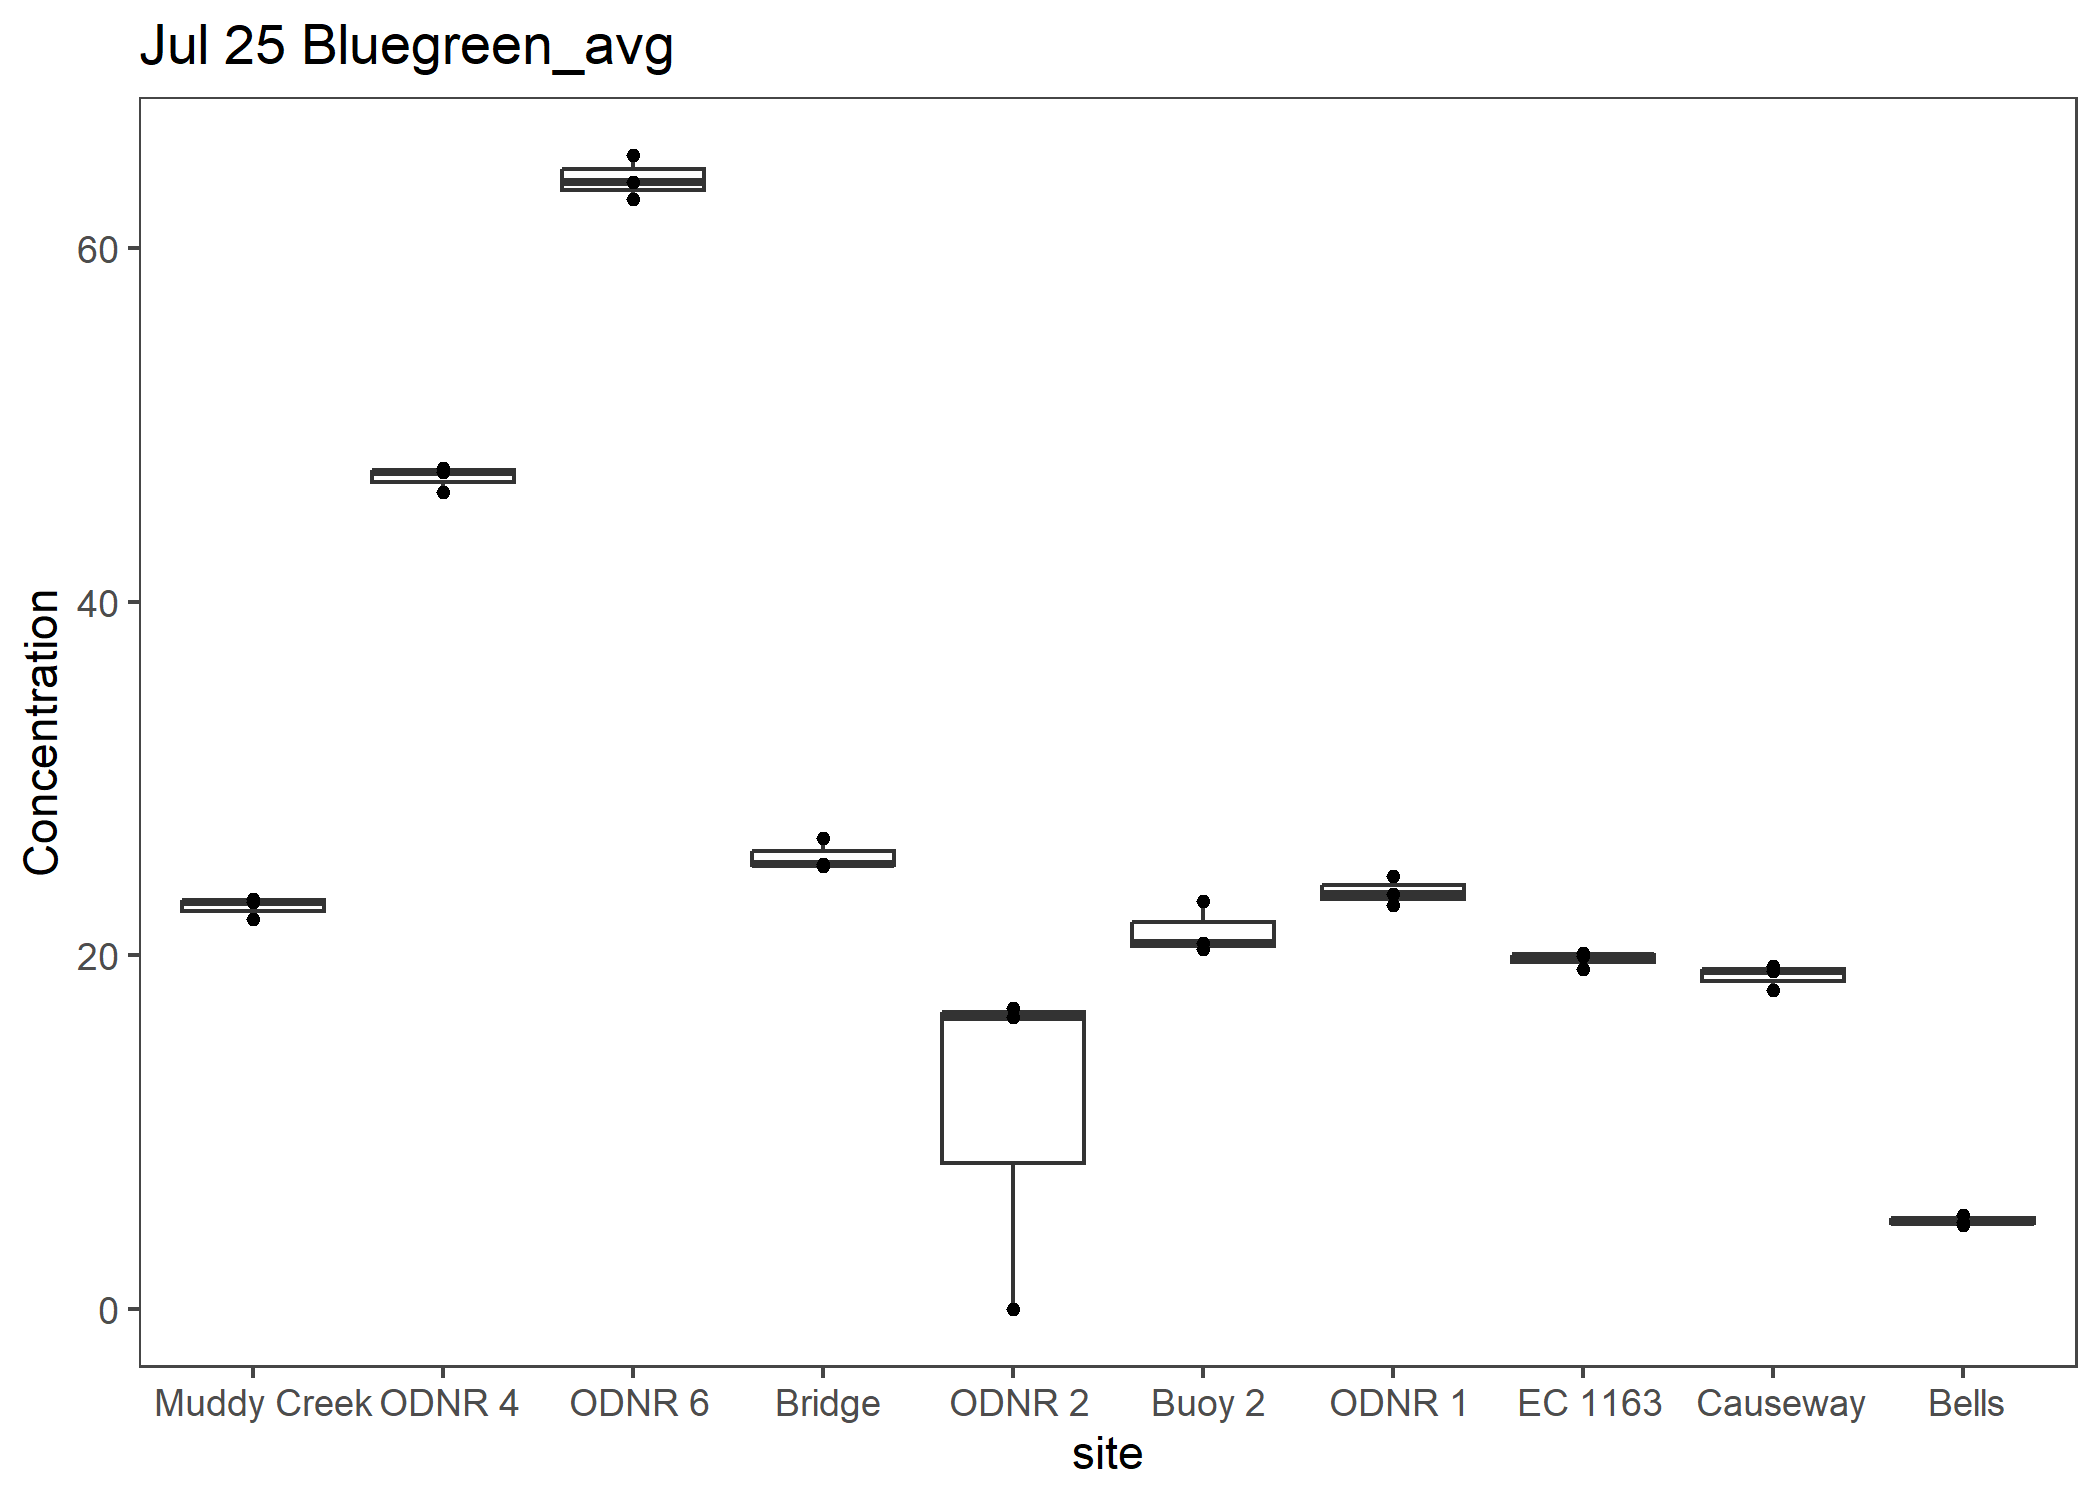 Jul 25 Bluegreen_avg
Concentration
60
40
20
0
Muddy Creek ODNR 4 ODNR 6 Bridge ODNR 2 Buoy 2 ODNR 1 EC 1163 Causeway Bells
site